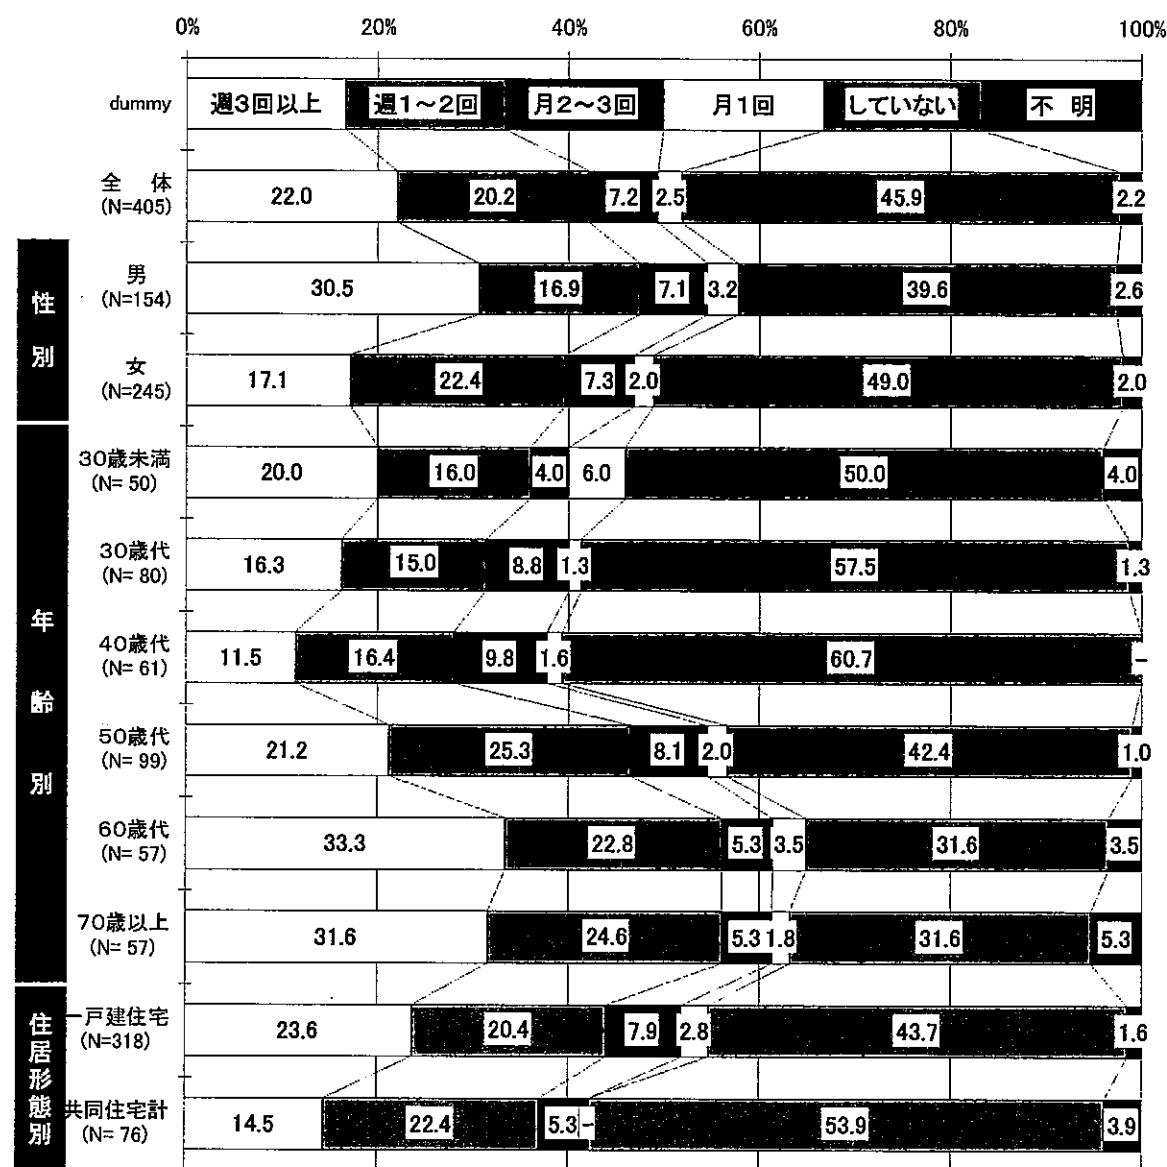 0% 20% 40% 60% 80% 100%
dummy 週3回以上 週1～2回 月2～3回 月1回 していない 不明
全 体
(N=405)
22.0 20.2 7.2 2.5 45.9 2.2
性別
男
(N=154)
30.5 16.9 7.1 3.2 39.6 2.6
女
(N=245)
17.1 22.4 7.3 2.0 49.0 2.0
年齢別
30歳未満
(N= 50)
20.0 16.0 4.0 6.0 50.0 4.0
30歳代
(N= 80)
16.3 15.0 8.8 1.3 57.5 1.3
40歳代
(N= 61)
11.5 16.4 9.8 1.6 60.7 -
50歳代
(N= 99)
21.2 25.3 8.1 2.0 42.4 1.0
60歳代
(N= 57)
33.3 22.8 5.3 3.5 31.6 3.5
70歳以上
(N= 57)
31.6 24.6 5.3 1.8 31.6 5.3
住居形態別
一戸建住宅
(N=318)
23.6 20.4 7.9 2.8 43.7 1.6
共同住宅計
(N= 76)
14.5 22.4 5.3 - 53.9 3.9